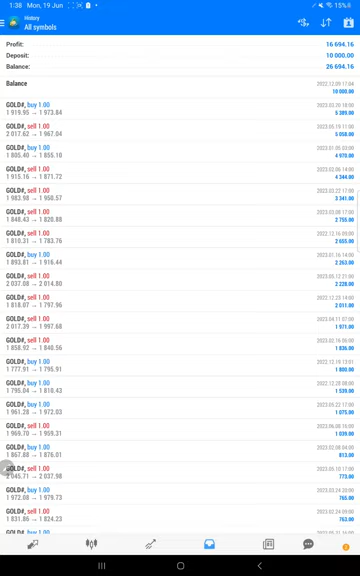 1:38 Mon, 19 Jun
15%
History
All symbols
Profit: 16 694.16
Deposit: 10 000.00
Balance: 26 694.16
Balance 2022.12.09 17:04
10 000.00
GOLD#, buy 1.00 2023.03.20 18:00
1 919.95 → 1 973.84 5 389.00
GOLD#, sell 1.00 2023.05.19 11:00
2 017.62 → 1 967.04 5 058.00
GOLD#, buy 1.00 2023.01.05 03:00
1 805.40 → 1 855.10 4 970.00
GOLD#, sell 1.00 2023.02.06 14:00
1 915.16 → 1 871.72 4 344.00
GOLD#, sell 1.00 2023.03.22 17:00
1 983.98 → 1 950.57 3 341.00
GOLD#, sell 1.00 2023.03.08 17:00
1 848.43 → 1 820.88 2 755.00
GOLD#, sell 1.00 2022.12.16 09:00
1 810.31 → 1 783.76 2 655.00
GOLD#, buy 1.00 2023.01.16 14:00
1 893.81 → 1 916.44 2 263.00
GOLD#, sell 1.00 2023.05.12 21:00
2 037.08 → 2 014.80 2 228.00
GOLD#, sell 1.00 2022.12.23 19:00
1 818.07 → 1 797.96 2 011.00
GOLD#, sell 1.00 2023.04.11 07:00
2 017.39 → 1 997.68 1 971.00
GOLD#, sell 1.00 2023.02.16 06:00
1 858.92 → 1 840.56 1 836.00
GOLD#, buy 1.00 2022.12.19 13:01
1 777.91 → 1 795.91 1 800.00
GOLD#, buy 1.00 2022.12.28 08:00
1 795.04 → 1 810.43 1 539.00
GOLD#, buy 1.00 2023.05.22 17:00
1 961.28 → 1 972.03 1 075.00
GOLD#, sell 1.00 2023.06.08 16:00
1 969.70 → 1 959.31 1 039.00
GOLD#, buy 1.00 2023.02.08 04:00
1 867.88 → 1 876.01 813.00
GOLD#, sell 1.00 2023.05.10 17:00
2 045.71 → 2 037.98 773.00
GOLD#, buy 1.00 2023.03.24 20:00
1 972.08 → 1 979.73 765.00
GOLD#, sell 1.00 2023.02.24 09:00
1 831.86 → 1 824.23 763.00
GOLD#, buy 1.00